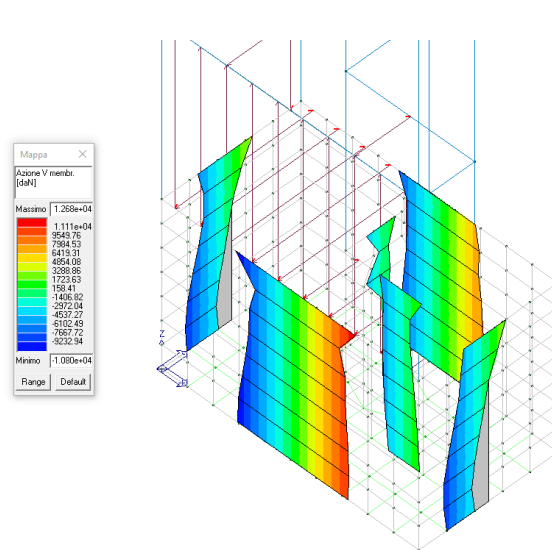 Mappa
Azione V membr.
[daN]
Massimo 1.268e+04
1.111e+04
9549.76
7984.53
6419.31
4854.08
3288.86
1723.63
158.41
-1406.82
-2972.04
-4537.27
-6102.49
-7667.72
-9232.94
Minimo -1.080e+04
Range Default
Z